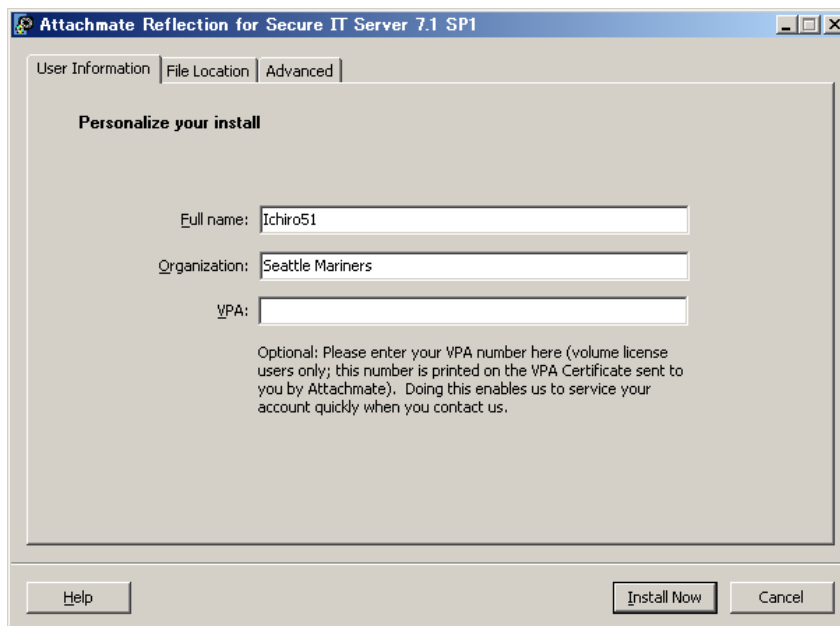 Attachmate Reflection for Secure IT Server 7.1 SP1
User Information File Location Advanced
Personalize your install
Full name: Ichiro51
Organization: Seattle Mariners
VPA:
Optional: Please enter your VPA number here (volume license
users only; this number is printed on the VPA Certificate sent to
you by Attachmate). Doing this enables us to service your
account quickly when you contact us.
Help Install Now Cancel